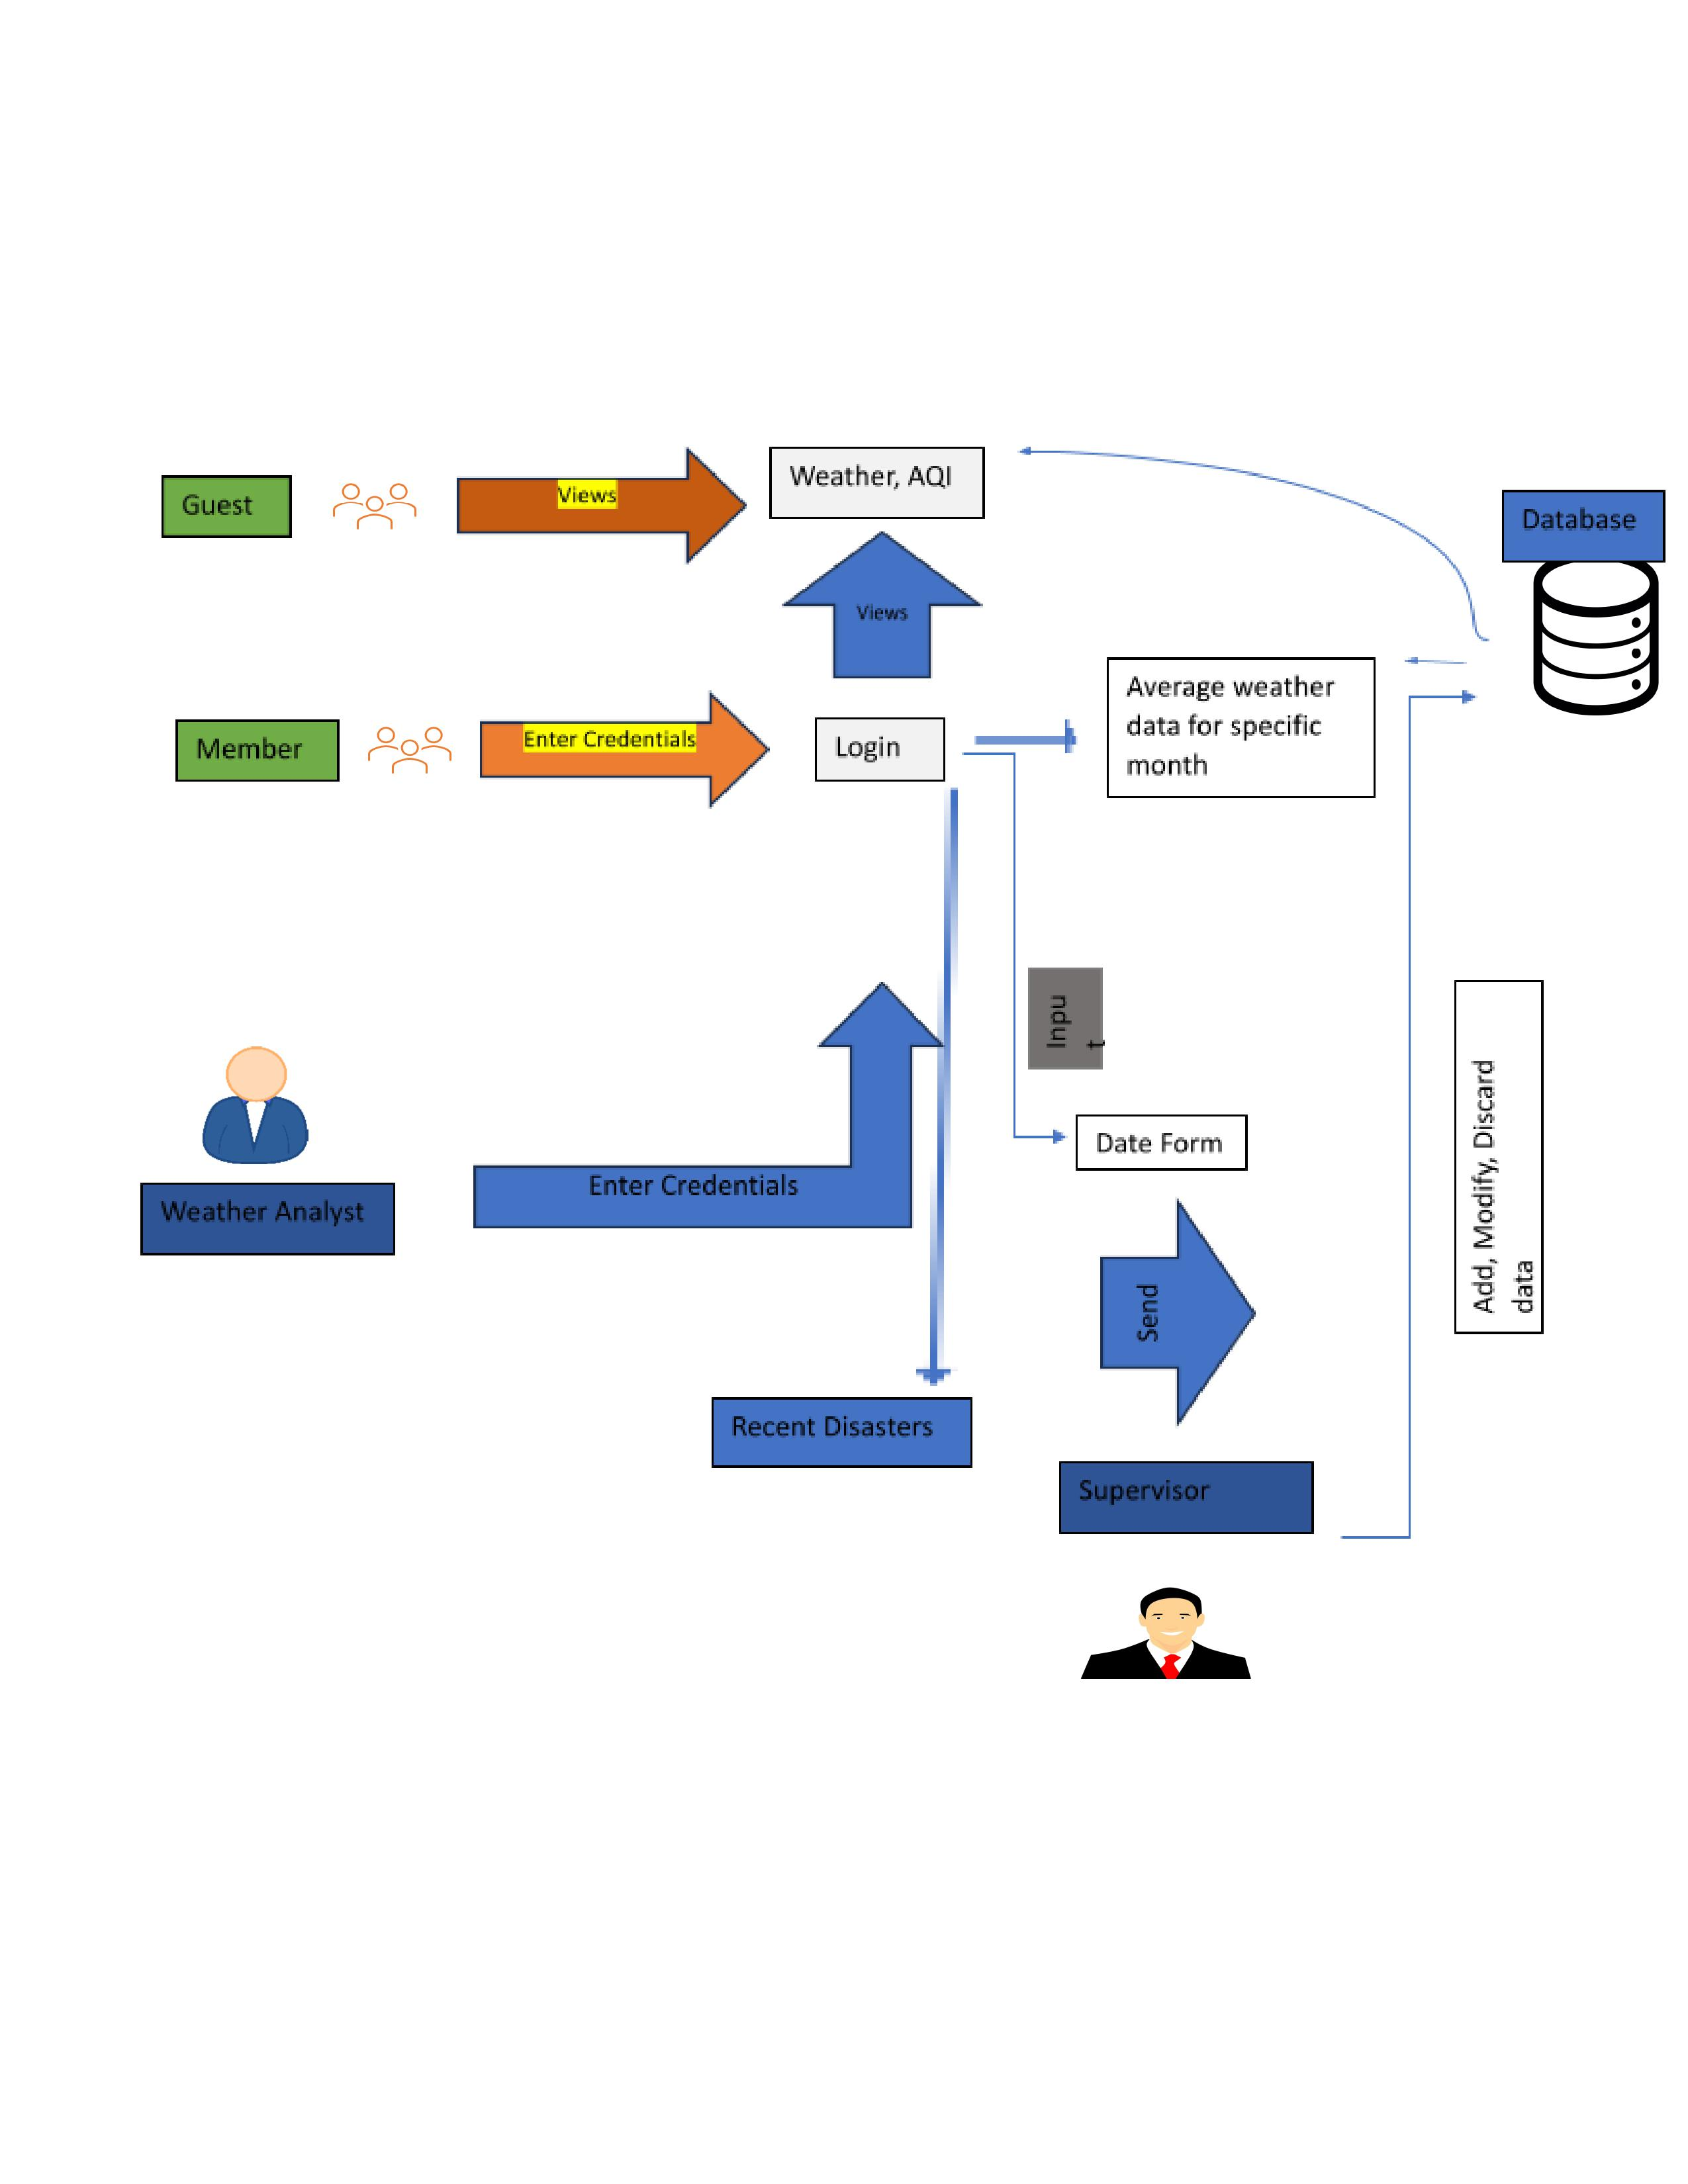 Guest
Views
Weather, AQI
Database
Views
Member
Enter Credentials
Login
Average weather
data for specific
month
Inpu
t
Date Form
Add, Modify, Discard
data
Weather Analyst
Enter Credentials
Send
Recent Disasters
Supervisor